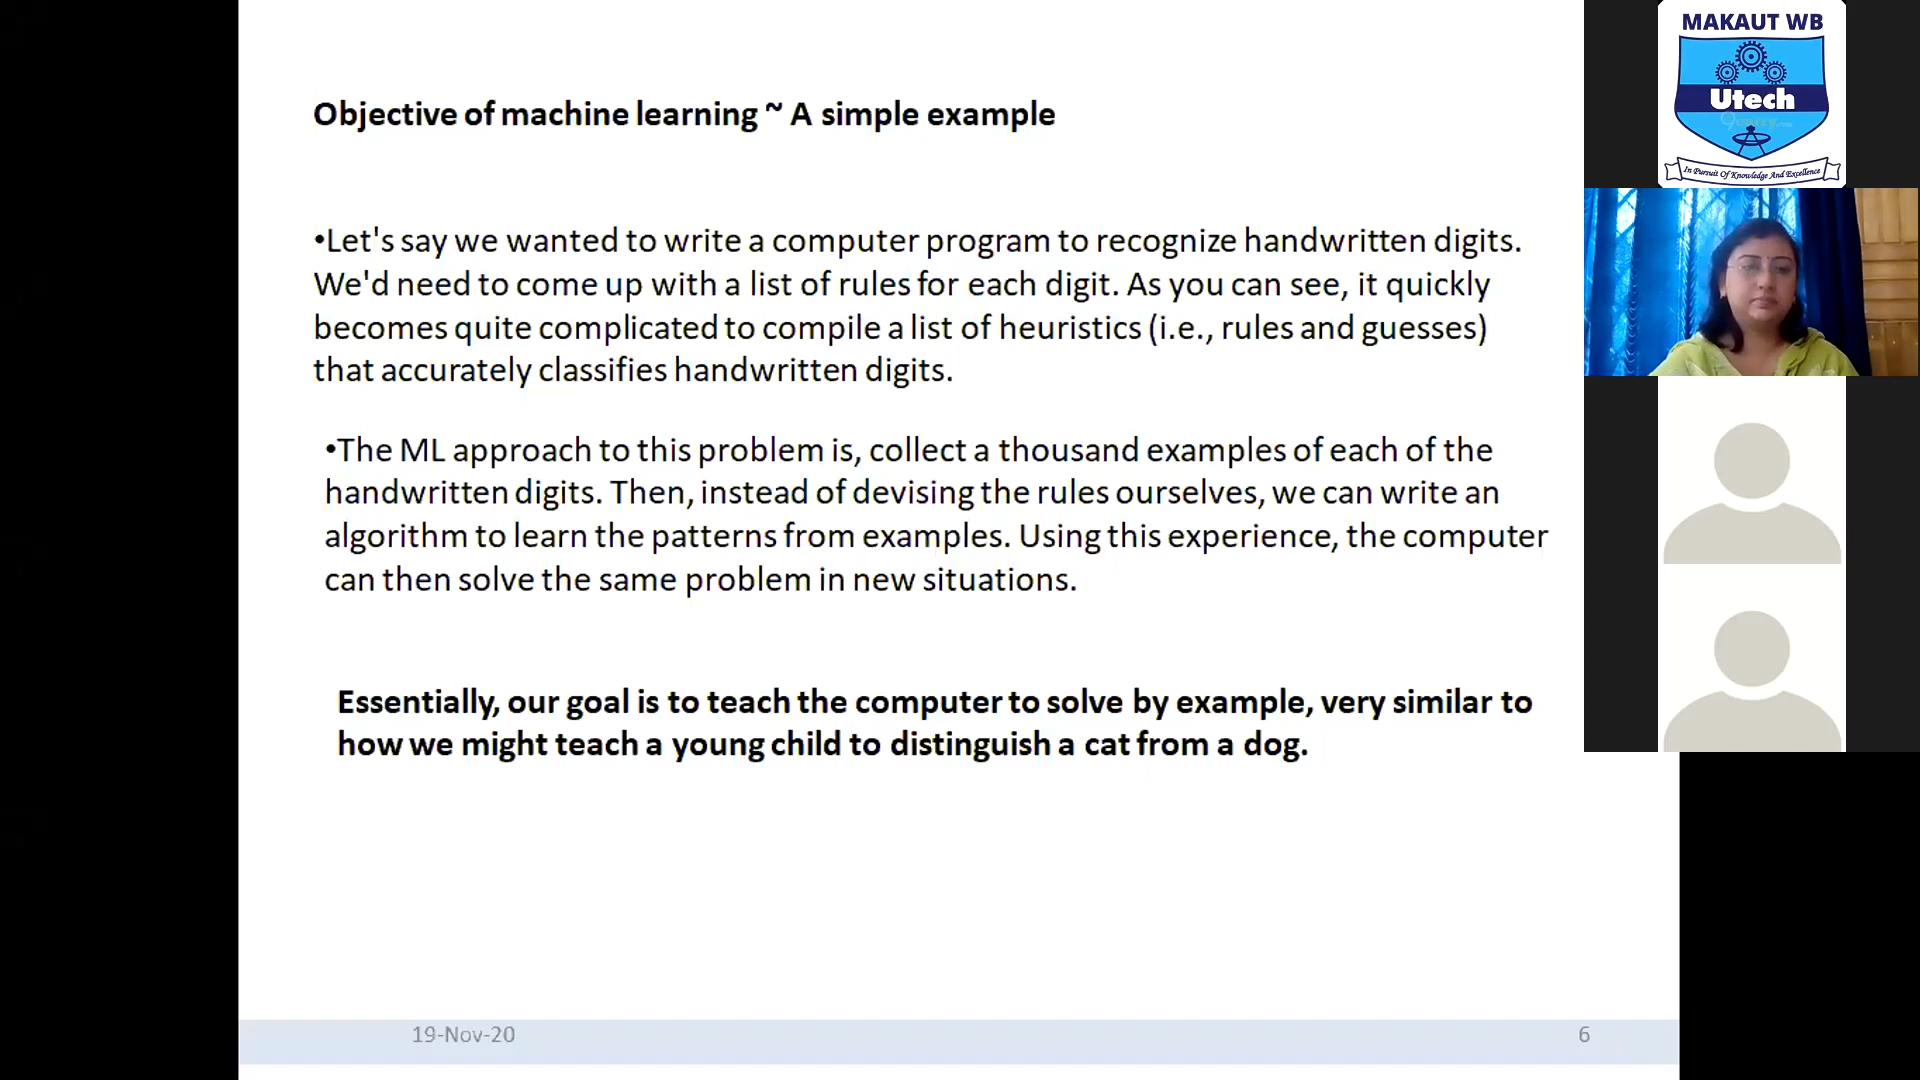 Objective of machine learning ~ A simple example
•Let's say we wanted to write a computer program to recognize handwritten digits.
We'd need to come up with a list of rules for each digit. As you can see, it quickly
becomes quite complicated to compile a list of heuristics (i.e., rules and guesses)
that accurately classifies handwritten digits.
•The ML approach to this problem is, collect a thousand examples of each of the
handwritten digits. Then, instead of devising the rules ourselves, we can write an
algorithm to learn the patterns from examples. Using this experience, the computer
can then solve the same problem in new situations.
Essentially, our goal is to teach the computer to solve by example, very similar to
how we might teach a young child to distinguish a cat from a dog.
19-Nov-20
6
MAKAUT WB
Utech
In Pursuit Of Knowledge And Excellence